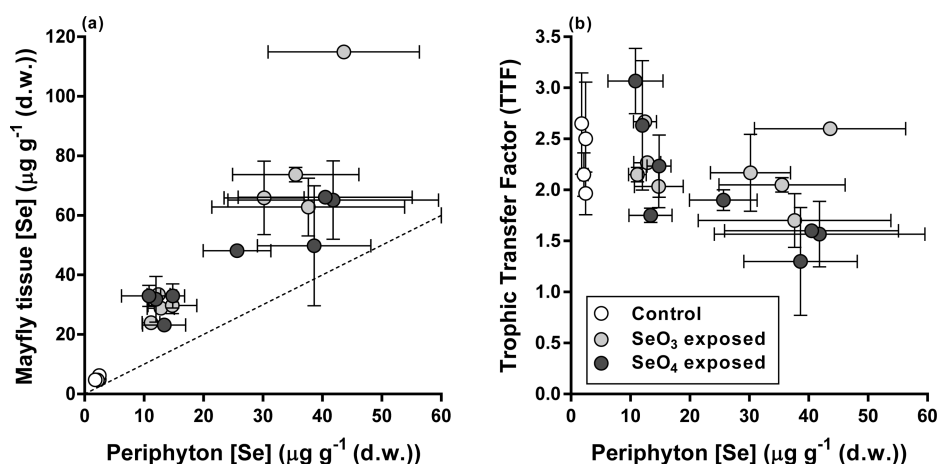 (a)
120
100
80
60
40
20
0
Mayfly tissue [Se] (µg g⁻¹ (d.w.))
0 10 20 30 40 50 60
Periphyton [Se] (µg g⁻¹ (d.w.))
(b)
3.5
3.0
2.5
2.0
1.5
1.0
0.5
0.0
Trophic Transfer Factor (TTF)
Control
SeO₃ exposed
SeO₄ exposed
0 10 20 30 40 50 60
Periphyton [Se] (µg g⁻¹ (d.w.))